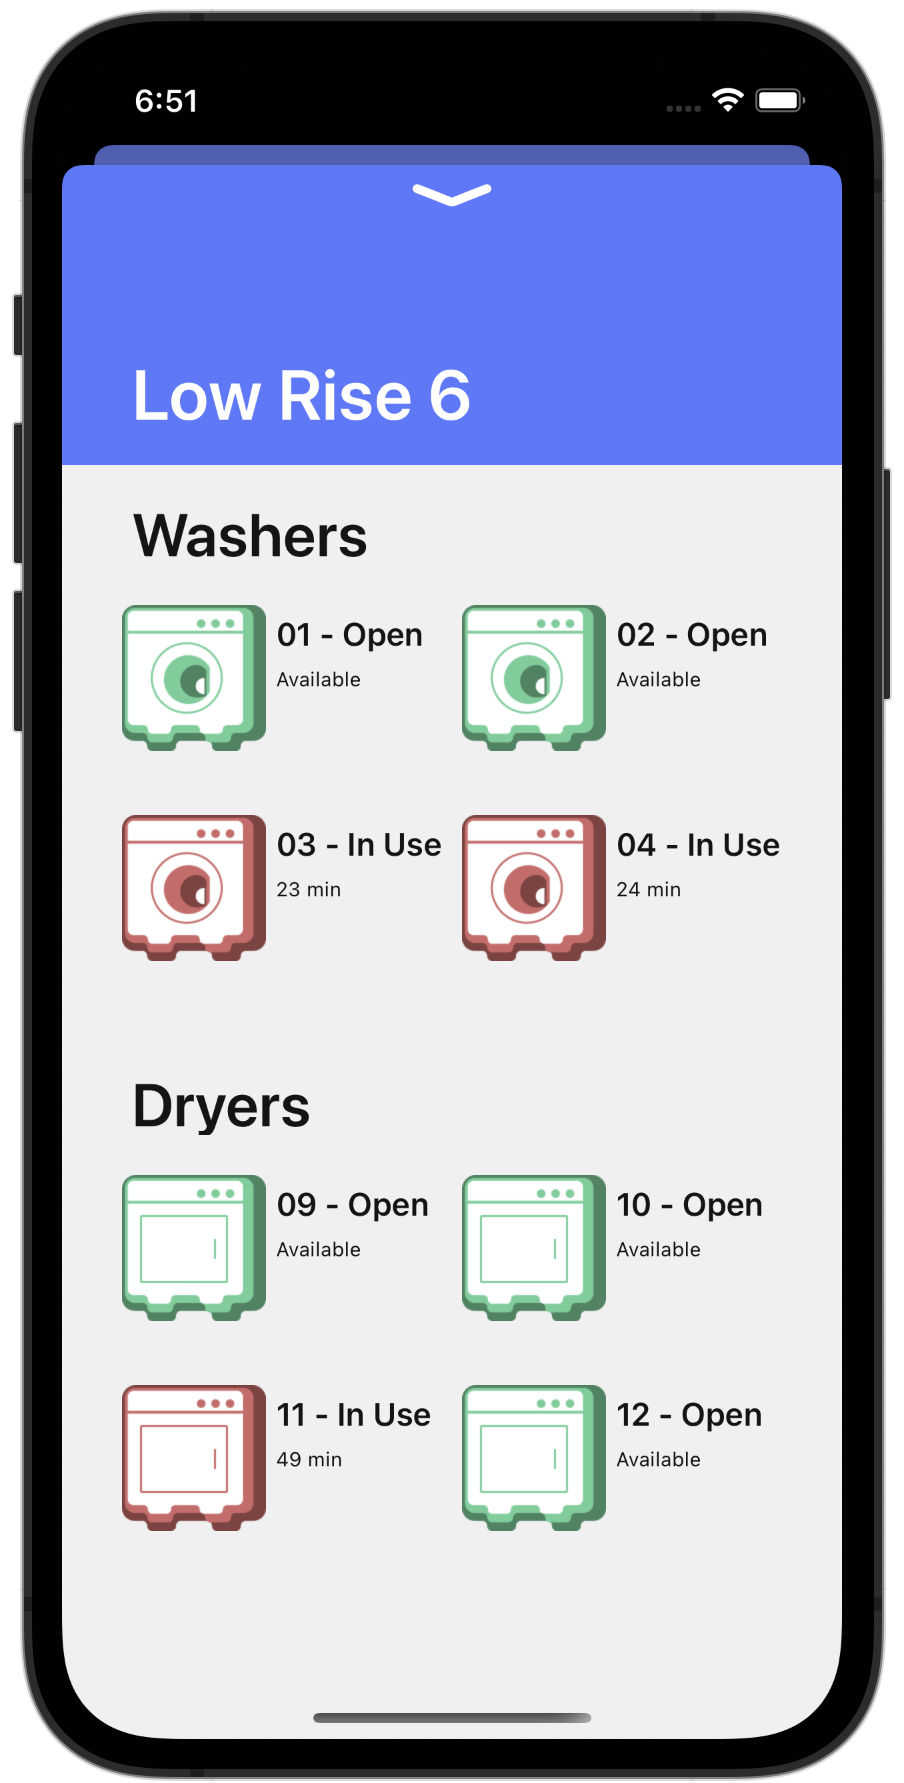 6:51
Low Rise 6
Washers
01 - Open
Available
02 - Open
Available
03 - In Use
23 min
04 - In Use
24 min
Dryers
09 - Open
Available
10 - Open
Available
11 - In Use
49 min
12 - Open
Available